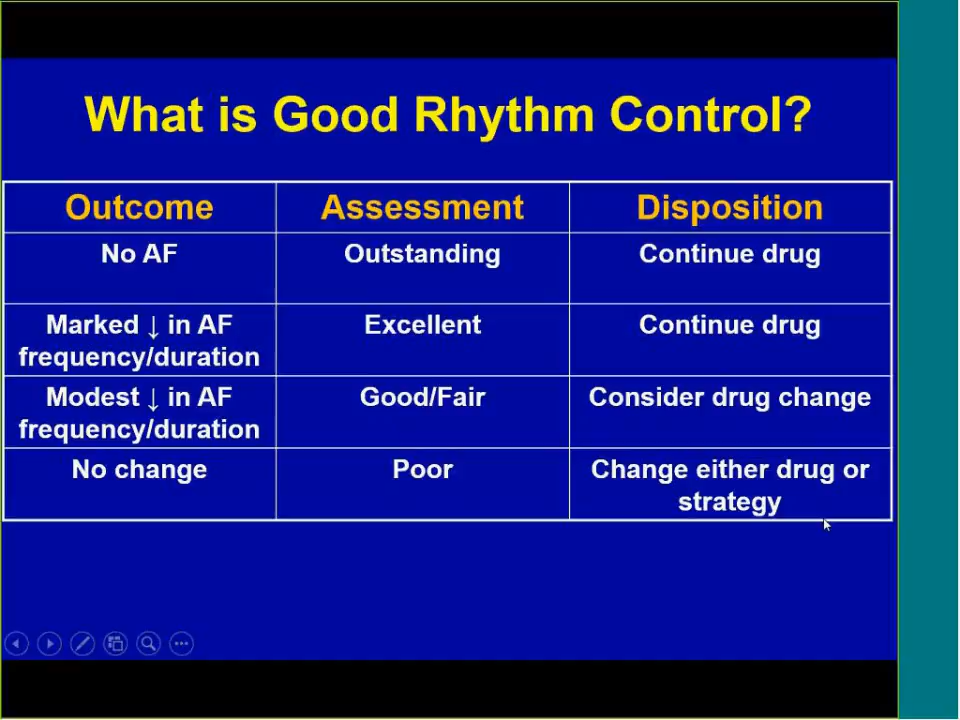 What is Good Rhythm Control?
Outcome Assessment Disposition
No AF Outstanding Continue drug
Marked ↓ in AF Excellent Continue drug
frequency/duration
Modest ↓ in AF Good/Fair Consider drug change
frequency/duration
No change Poor Change either drug or
strategy